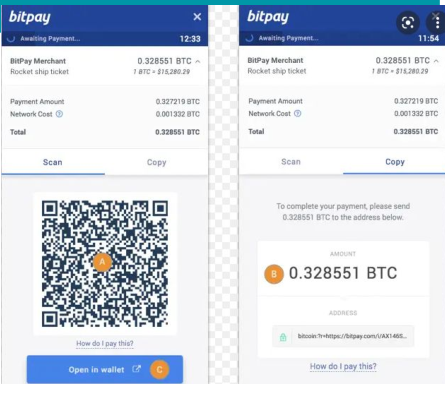 bitpay ×
Awaiting Payment... 12:33
BitPay Merchant 0.328551 BTC
Rocket ship ticket 1 BTC = $15,280.29
Payment Amount 0.327219 BTC
Network Cost 0.001332 BTC
Total 0.328551 BTC
Scan Copy
A
How do I pay this?
Open in wallet C
bitpay
Awaiting Payment... 11:54
BitPay Merchant 0.328551 BTC
Rocket ship ticket 1 BTC = $15,280.29
Payment Amount 0.327219 BTC
Network Cost 0.001332 BTC
Total 0.328551 BTC
Scan Copy
To complete your payment, please send
0.328551 BTC to the address below.
AMOUNT
B 0.328551 BTC
ADDRESS
bitcoin:?r=https://bitpay.com/i/AX146S...
How do I pay this?